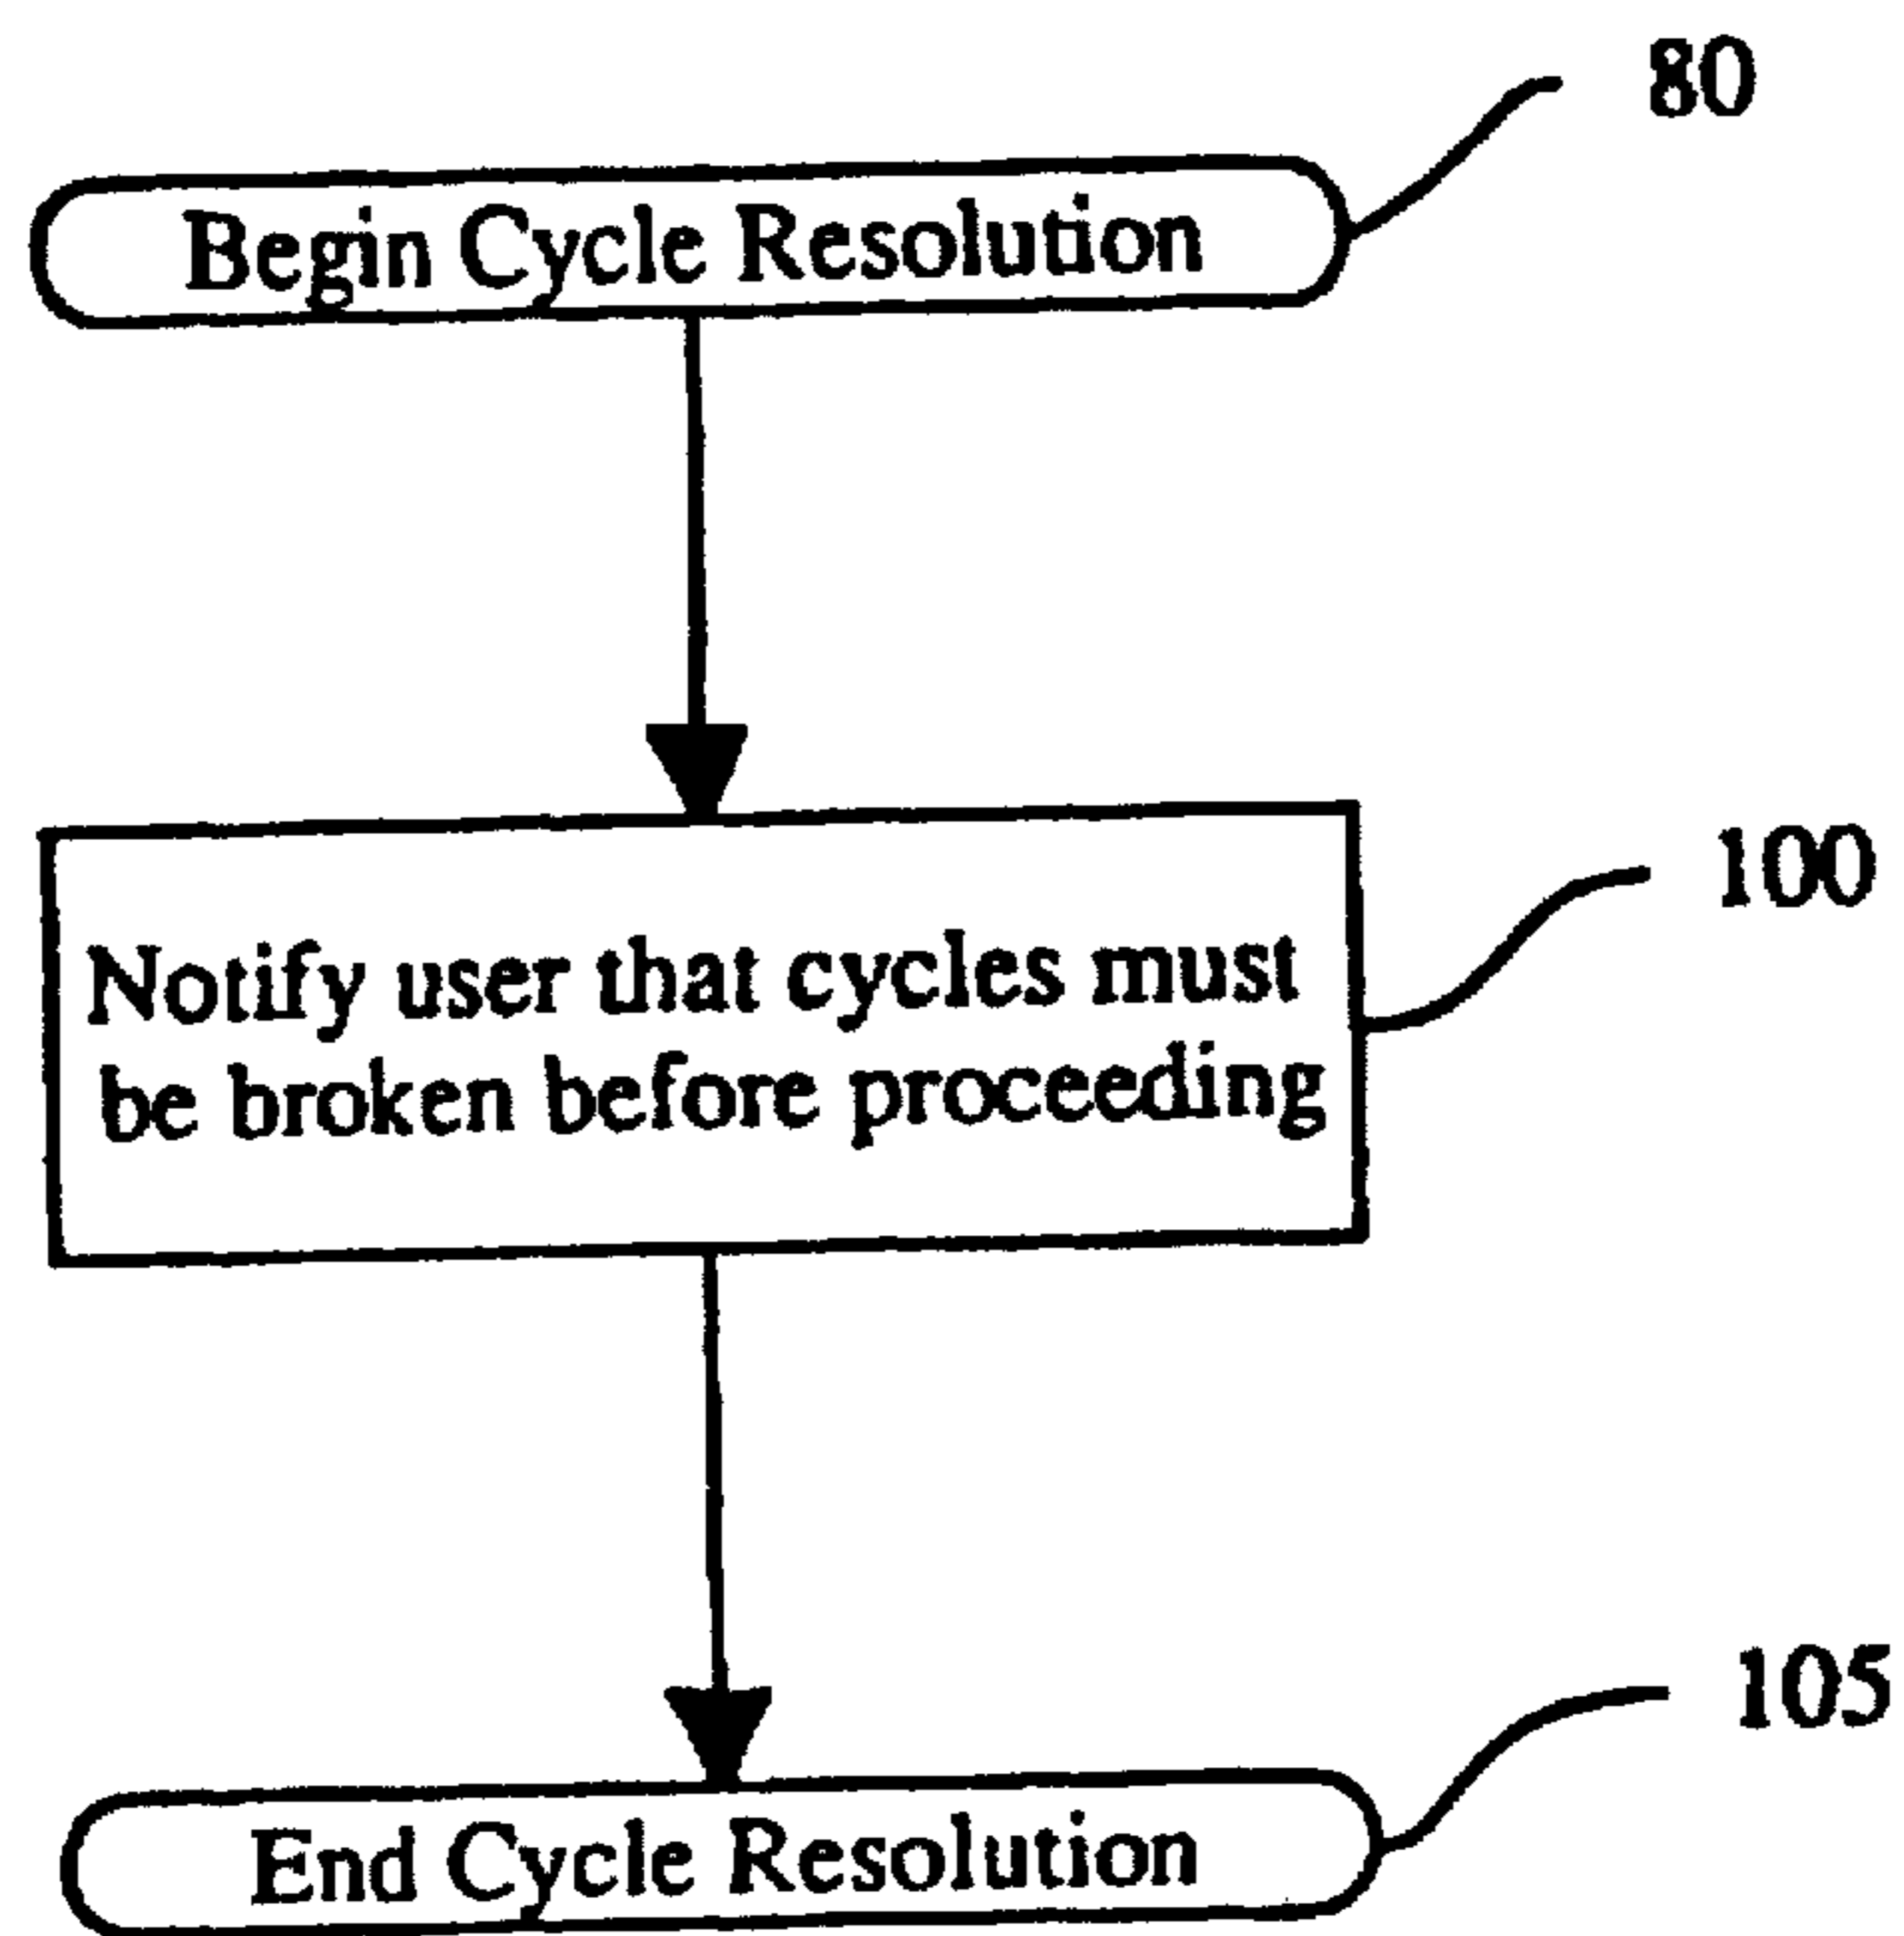 80
Begin Cycle Resolution
100
Notify user that cycles must
be broken before proceeding
105
End Cycle Resolution